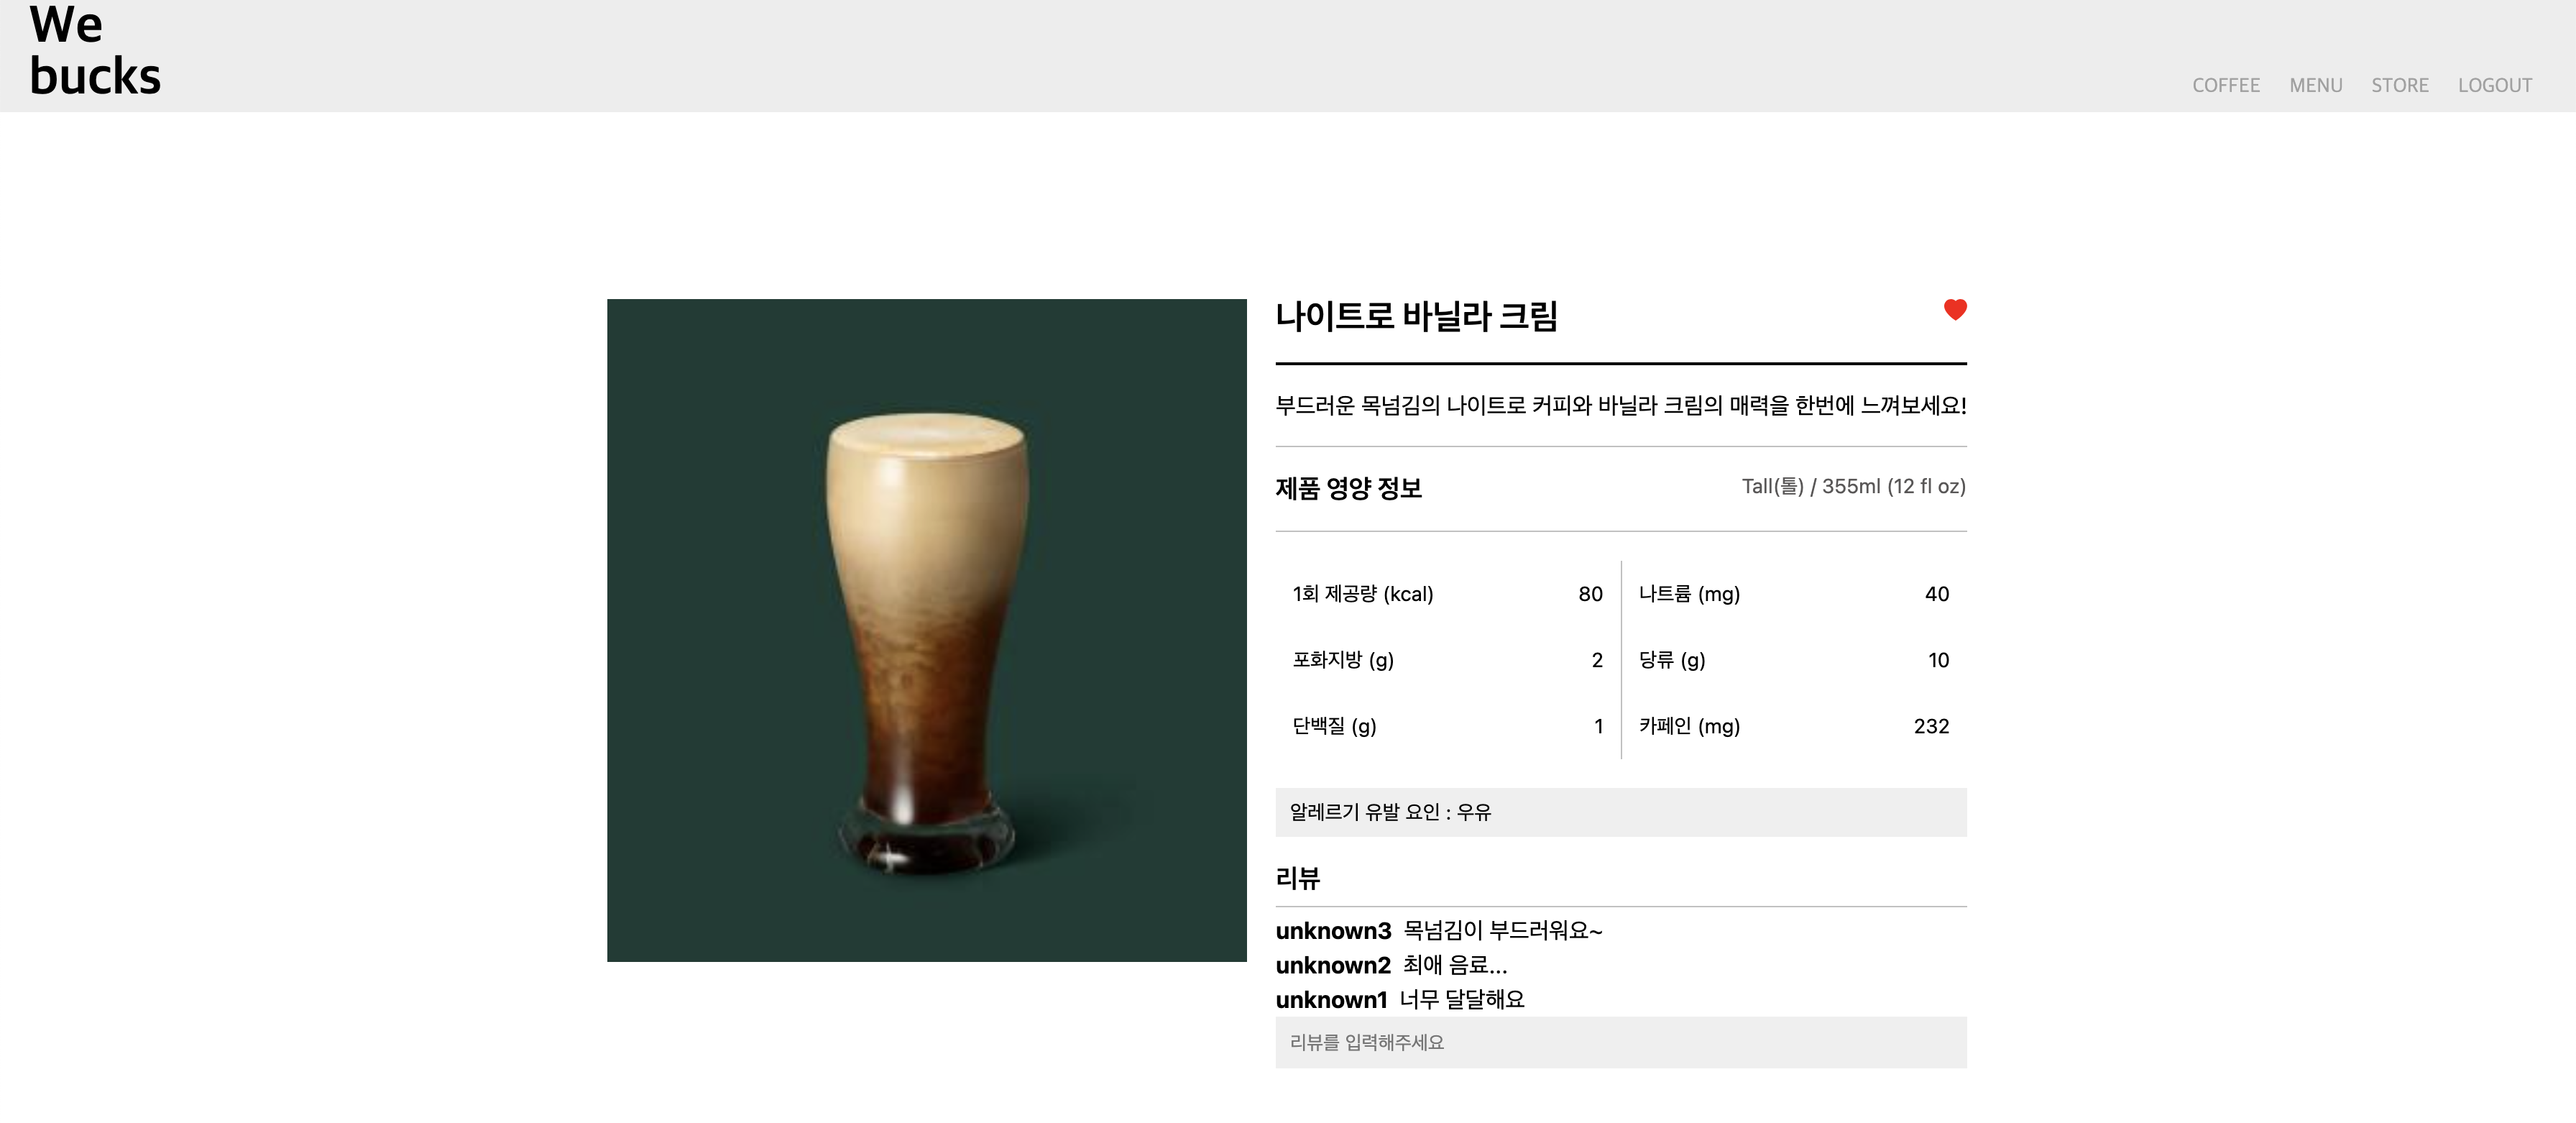 We
bucks
COFFEE MENU STORE LOGOUT
나이트로 바닐라 크림
부드러운 목넘김의 나이트로 커피와 바닐라 크림의 매력을 한번에 느껴보세요!
제품 영양 정보 Tall(톨) / 355ml (12 fl oz)
1회 제공량 (kcal) 80 나트륨 (mg) 40
포화지방 (g) 2 당류 (g) 10
단백질 (g) 1 카페인 (mg) 232
알레르기 유발 요인 : 우유
리뷰
unknown3 목넘김이 부드러워요~
unknown2 최애 음료...
unknown1 너무 달달해요
리뷰를 입력해주세요